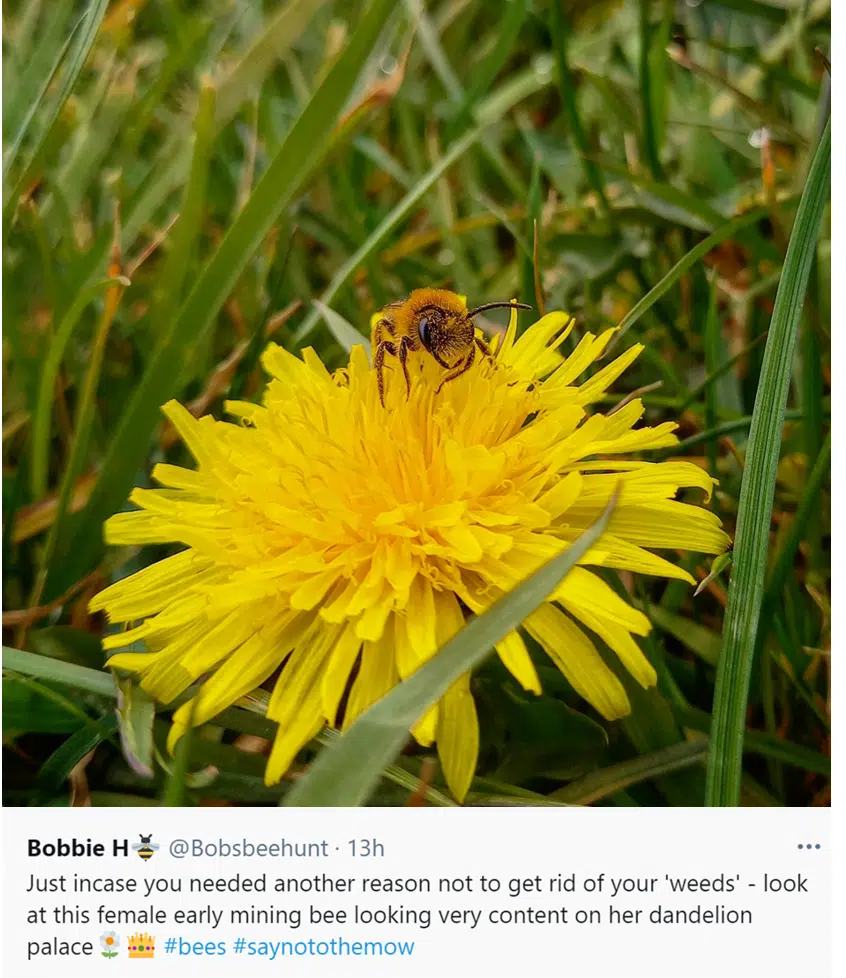 Bobbie H🐝 @Bobsbeehunt · 13h
Just incase you needed another reason not to get rid of your 'weeds' - look
at this female early mining bee looking very content on her dandelion
palace🌼👑 #bees #saynotothemow